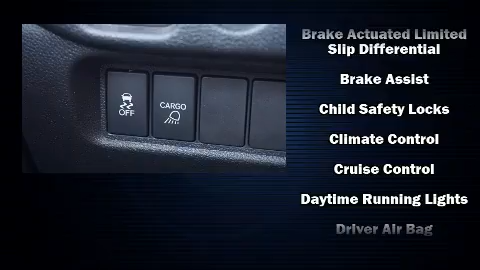 OFF
CARGO
Brake Actuated Limited
Slip Differential
Brake Assist
Child Safety Locks
Climate Control
Cruise Control
Daytime Running Lights
Driver Air Bag